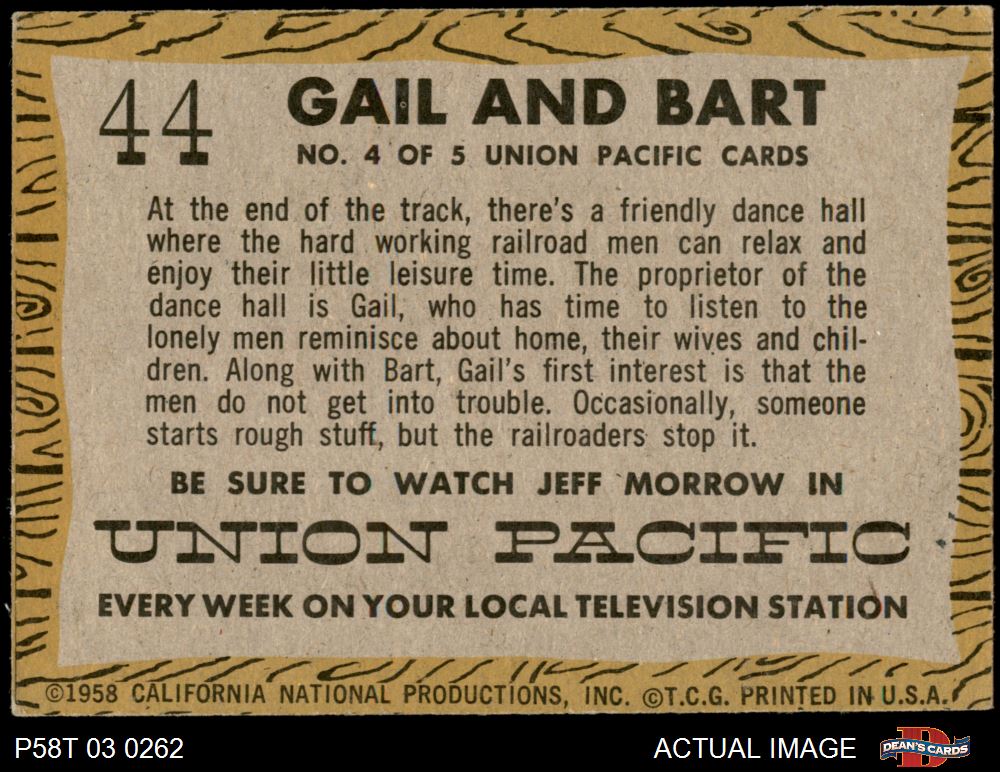 44
GAIL AND BART
NO. 4 OF 5 UNION PACIFIC CARDS
At the end of the track, there's a friendly dance hall
where the hard working railroad men can relax and
enjoy their little leisure time. The proprietor of the
dance hall is Gail, who has time to listen to the
lonely men reminisce about home, their wives and chil-
dren. Along with Bart, Gail's first interest is that the
men do not get into trouble. Occasionally, someone
starts rough stuff, but the railroaders stop it.
BE SURE TO WATCH JEFF MORROW IN
UNION PACIFIC
EVERY WEEK ON YOUR LOCAL TELEVISION STATION
©1958 CALIFORNIA NATIONAL PRODUCTIONS, INC. ©T.C.G. PRINTED IN U.S.A.
P58T 03 0262
ACTUAL IMAGE
D
DEAN'S CARDS